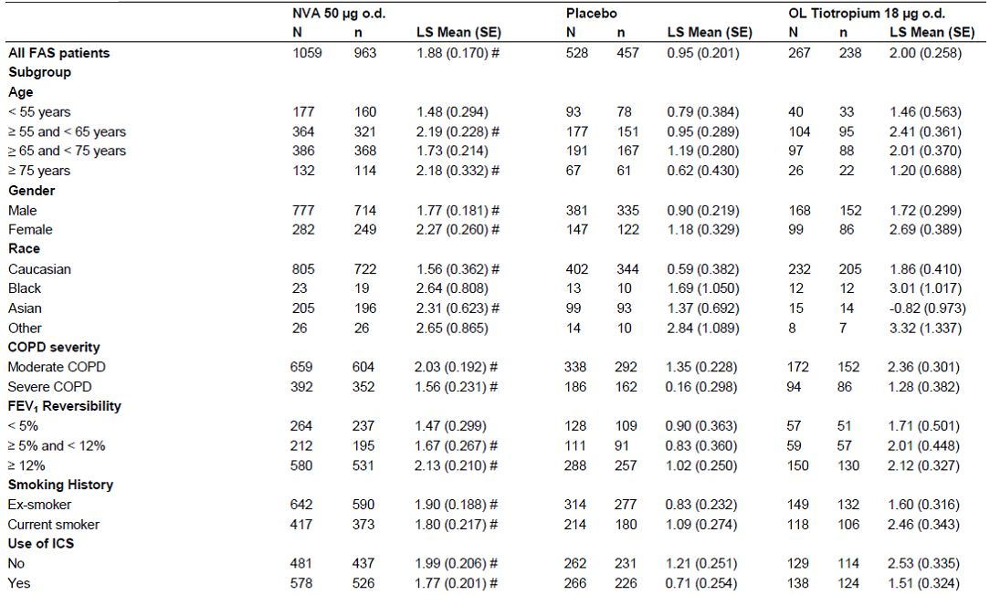 NVA 50 µg o.d. Placebo OL Tiotropium 18 µg o.d.
N n LS Mean (SE) N n LS Mean (SE) N n LS Mean (SE)
All FAS patients 1059 963 1.88 (0.170) # 528 457 0.95 (0.201) 267 238 2.00 (0.258)
Subgroup
Age
< 55 years 177 160 1.48 (0.294) 93 78 0.79 (0.384) 40 33 1.46 (0.563)
≥ 55 and < 65 years 364 321 2.19 (0.228) # 177 151 0.95 (0.289) 104 95 2.41 (0.361)
≥ 65 and < 75 years 386 368 1.73 (0.214) 191 167 1.19 (0.280) 97 88 2.01 (0.370)
≥ 75 years 132 114 2.18 (0.332) # 67 61 0.62 (0.430) 26 22 1.20 (0.688)
Gender
Male 777 714 1.77 (0.181) # 381 335 0.90 (0.219) 168 152 1.72 (0.299)
Female 282 249 2.27 (0.260) # 147 122 1.18 (0.329) 99 86 2.69 (0.389)
Race
Caucasian 805 722 1.56 (0.362) # 402 344 0.59 (0.382) 232 205 1.86 (0.410)
Black 23 19 2.64 (0.808) 13 10 1.69 (1.050) 12 12 3.01 (1.017)
Asian 205 196 2.31 (0.623) # 99 93 1.37 (0.692) 15 14 -0.82 (0.973)
Other 26 26 2.65 (0.865) 14 10 2.84 (1.089) 8 7 3.32 (1.337)
COPD severity
Moderate COPD 659 604 2.03 (0.192) # 338 292 1.35 (0.228) 172 152 2.36 (0.301)
Severe COPD 392 352 1.56 (0.231) # 186 162 0.16 (0.298) 94 86 1.28 (0.382)
FEV₁ Reversibility
< 5% 264 237 1.47 (0.299) 128 109 0.90 (0.363) 57 51 1.71 (0.501)
≥ 5% and < 12% 212 195 1.67 (0.267) # 111 91 0.83 (0.360) 59 57 2.01 (0.448)
≥ 12% 580 531 2.13 (0.210) # 288 257 1.02 (0.250) 150 130 2.12 (0.327)
Smoking History
Ex-smoker 642 590 1.90 (0.188) # 314 277 0.83 (0.232) 149 132 1.60 (0.316)
Current smoker 417 373 1.80 (0.217) # 214 180 1.09 (0.274) 118 106 2.46 (0.343)
Use of ICS
No 481 437 1.99 (0.206) # 262 231 1.21 (0.251) 129 114 2.53 (0.335)
Yes 578 526 1.77 (0.201) # 266 226 0.71 (0.254) 138 124 1.51 (0.324)